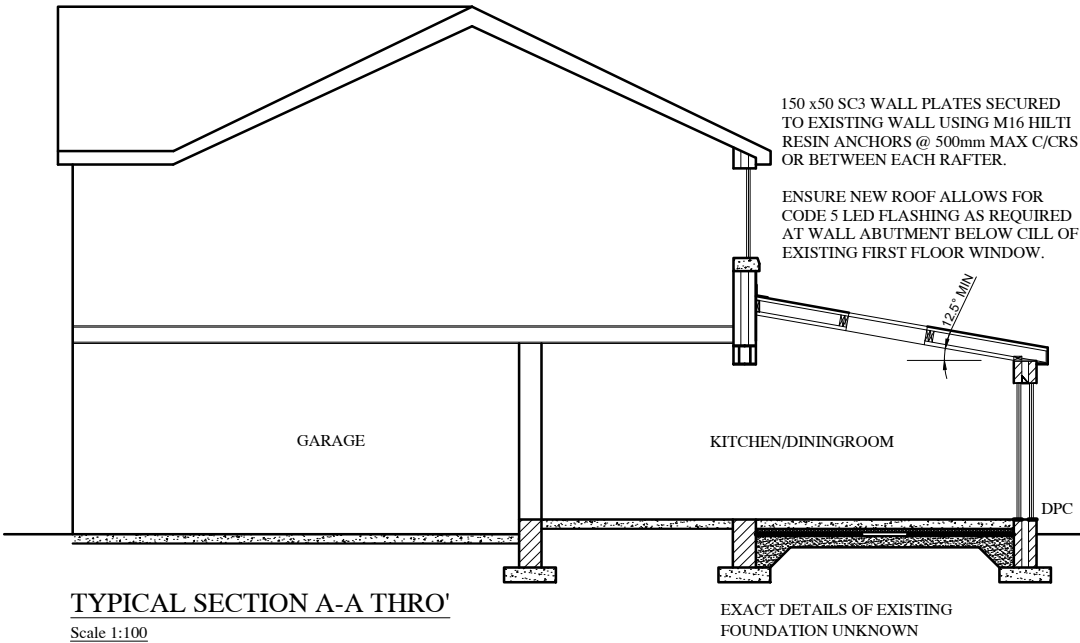 150 x50 SC3 WALL PLATES SECURED
TO EXISTING WALL USING M16 HILTI
RESIN ANCHORS @ 500mm MAX C/CRS
OR BETWEEN EACH RAFTER.
ENSURE NEW ROOF ALLOWS FOR
CODE 5 LED FLASHING AS REQUIRED
AT WALL ABUTMENT BELOW CILL OF
EXISTING FIRST FLOOR WINDOW.
12.5° MIN
GARAGE
KITCHEN/DININGROOM
DPC
TYPICAL SECTION A-A THRO'
Scale 1:100
EXACT DETAILS OF EXISTING
FOUNDATION UNKNOWN